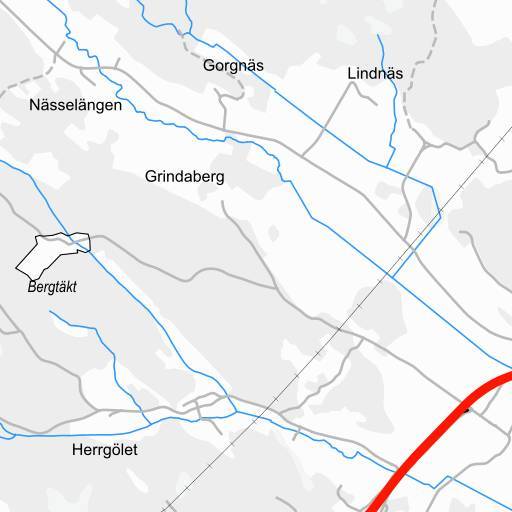 Gorgnäs
Lindnäs
Nässelängen
Grindaberg
Bergtäkt
Herrgölet